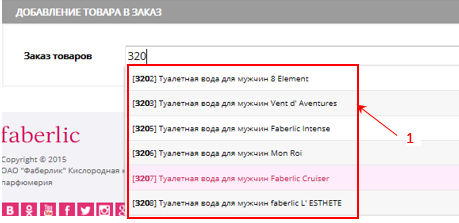 ДОБАВЛЕНИЕ ТОВАРА В ЗАКАЗ
Заказ товаров
320
[3202] Туалетная вода для мужчин 8 Element
[3203] Туалетная вода для мужчин Vent d' Aventures
[3205] Туалетная вода для мужчин Faberlic Intense
[3206] Туалетная вода для мужчин Mon Roi
[3207] Туалетная вода для мужчин Faberlic Cruiser
[3208] Туалетная вода для мужчин faberlic L' ESTHETE
1
faberlic
Copyright © 2015
ОАО "Фаберлик" Кислородная к
парфюмерия